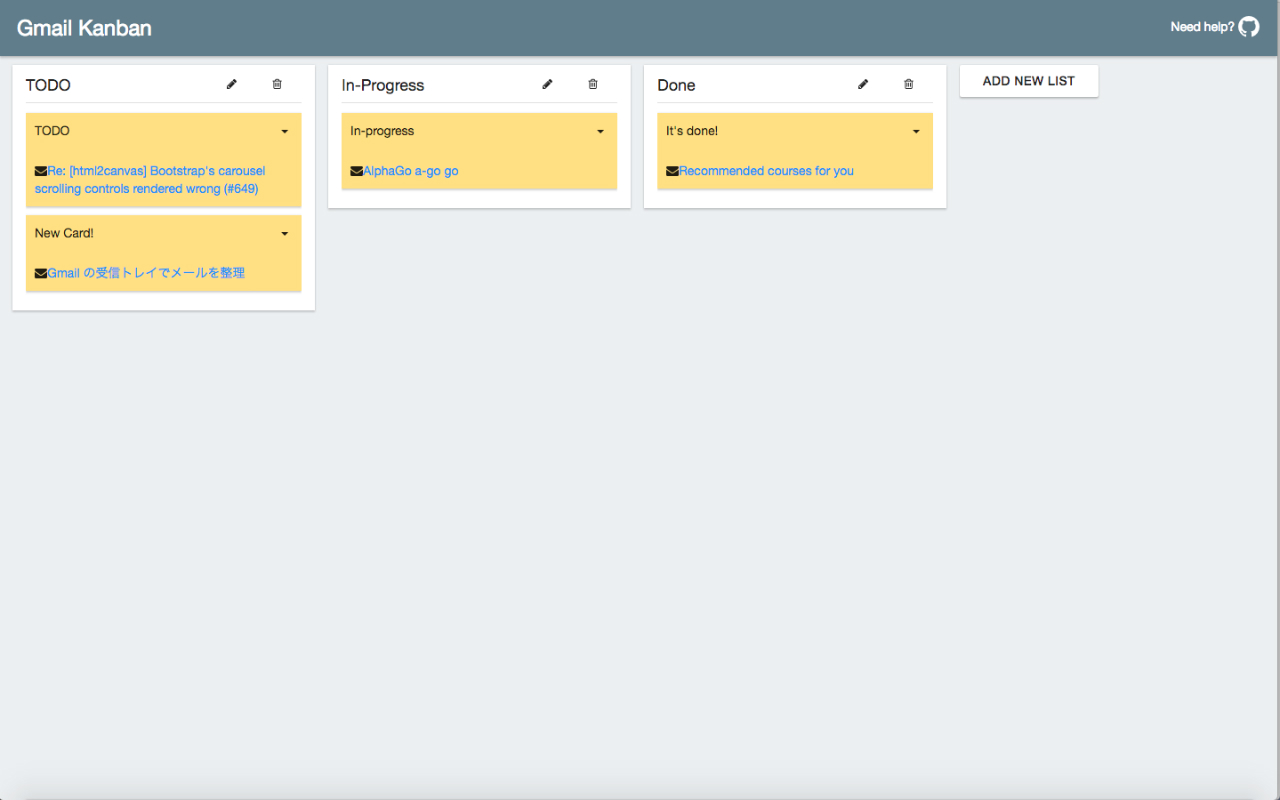 Gmail Kanban
Need help?
TODO
TODO
Re: [html2canvas] Bootstrap's carousel
scrolling controls rendered wrong (#649)
New Card!
Gmail の受信トレイでメールを整理
In-Progress
In-progress
AlphaGo a-go go
Done
It's done!
Recommended courses for you
ADD NEW LIST